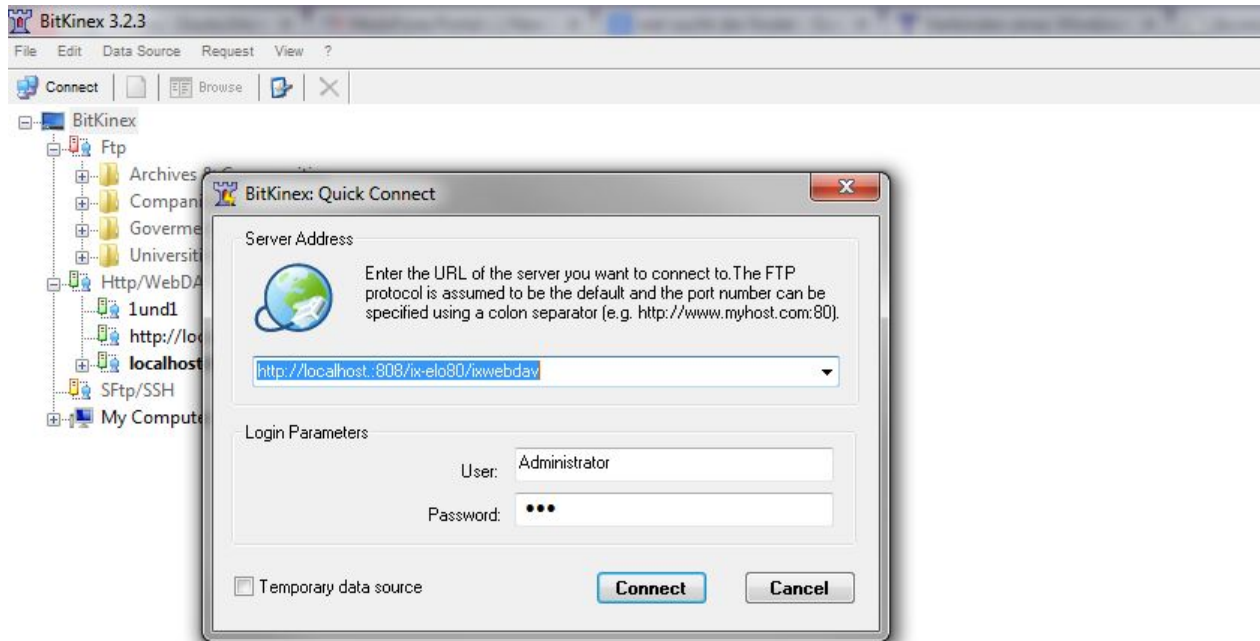 BitKinex 3.2.3
File Edit Data Source Request View ?
Connect Browse
BitKinex
Ftp
Archives
Compani
Goverme
Universiti
Http/WebDA
1und1
http://loc
localhost
SFtp/SSH
My Compute
BitKinex: Quick Connect
Server Address
Enter the URL of the server you want to connect to.The FTP
protocol is assumed to be the default and the port number can be
specified using a colon separator (e.g. http://www.myhost.com:80).
http://localhost.:808/ix-elo80/ixwebdav
Login Parameters
User: Administrator
Password: •••
Temporary data source
Connect Cancel